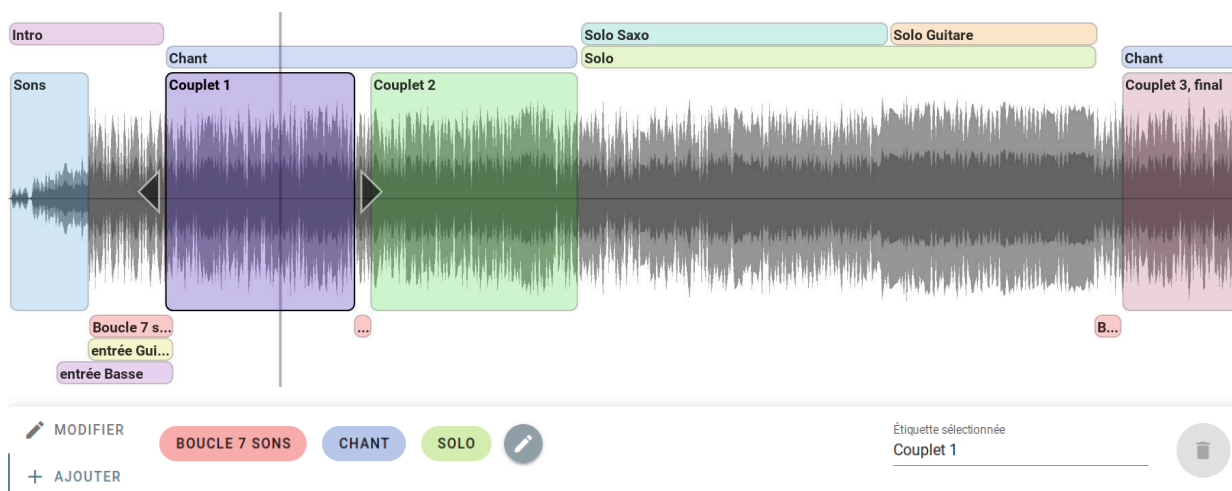 Intro
Solo Saxo
Solo Guitare
Chant
Solo
Chant
Sons
Couplet 1
Couplet 2
Couplet 3, final
Boucle 7 s...
...
B...
entrée Gui...
entrée Basse
MODIFIER
BOUCLE 7 SONS
CHANT
SOLO
Étiquette sélectionnée
Couplet 1
+ AJOUTER